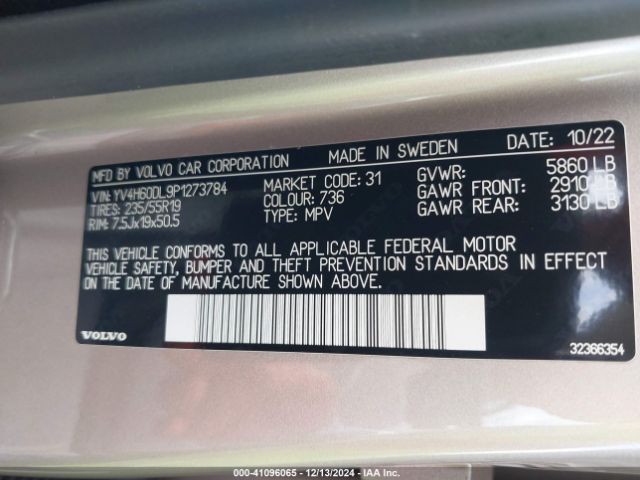 MFD BY VOLVO CAR CORPORATION MADE IN SWEDEN DATE: 10/22
VIN: YV4H60DL9P1273784 MARKET CODE: 31 GVWR: 5860 LB
TIRES: 235/55R19 COLOUR: 736 GAWR FRONT: 2910 LB
RIM: 7.5Jx19x50.5 TYPE: MPV GAWR REAR: 3130 LB
THIS VEHICLE CONFORMS TO ALL APPLICABLE FEDERAL MOTOR
VEHICLE SAFETY, BUMPER AND THEFT PREVENTION STANDARDS IN EFFECT
ON THE DATE OF MANUFACTURE SHOWN ABOVE.
VOLVO 32366354
000-41096065 - 12/13/2024 - IAA Inc.